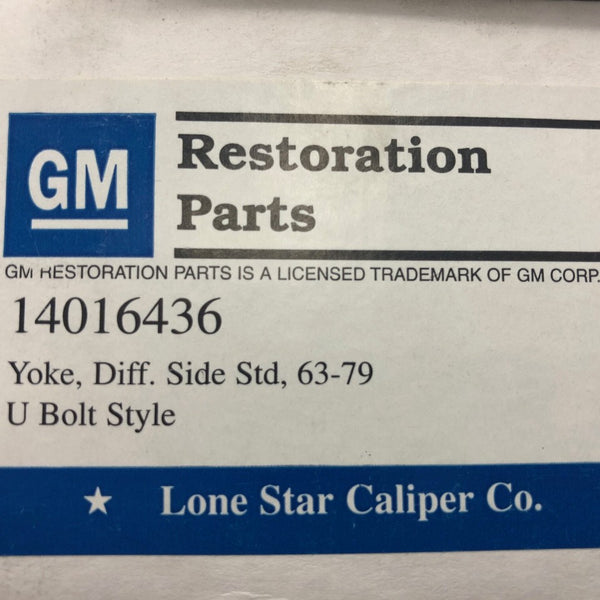 GM
Restoration
Parts
GM RESTORATION PARTS IS A LICENSED TRADEMARK OF GM CORP.
14016436
Yoke, Diff. Side Std, 63-79
U Bolt Style
★ Lone Star Caliper Co.